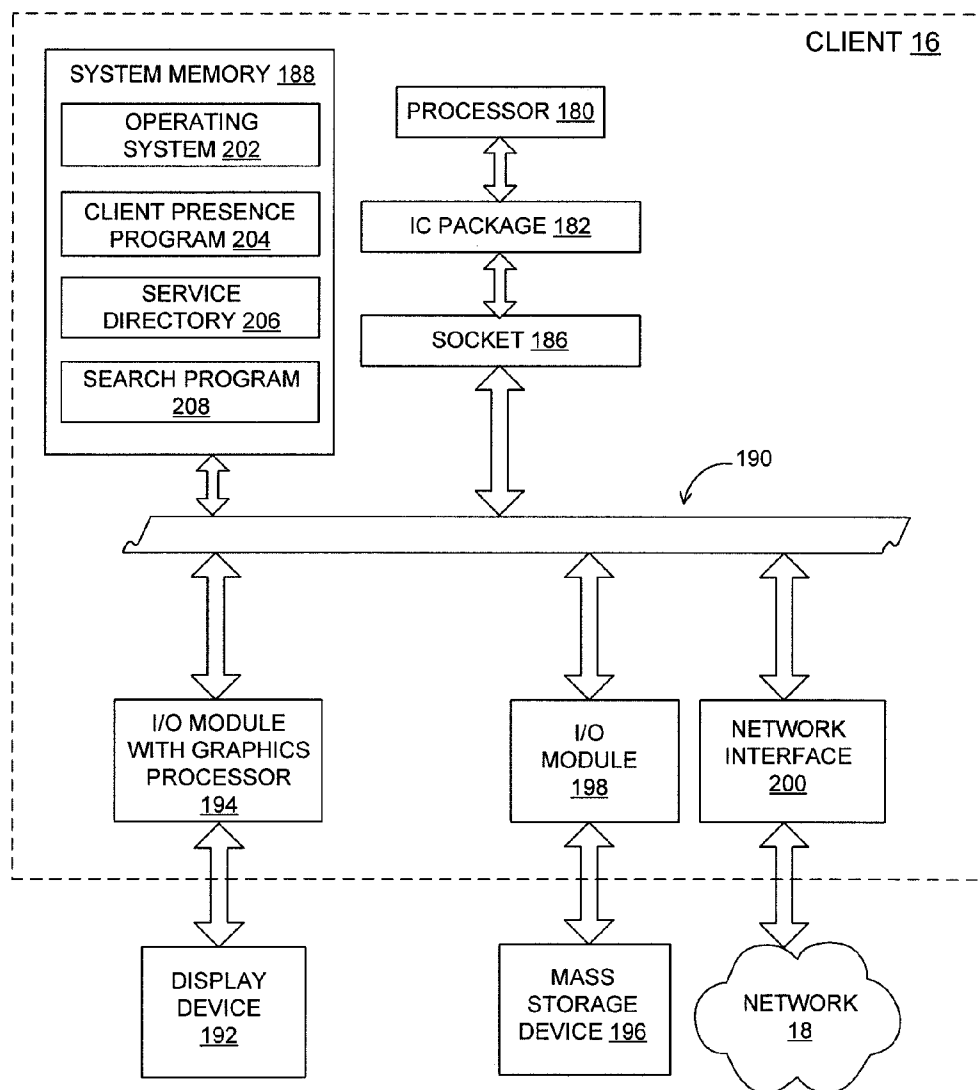 CLIENT 16
SYSTEM MEMORY 188
OPERATING
SYSTEM 202
CLIENT PRESENCE
PROGRAM 204
SERVICE
DIRECTORY 206
SEARCH PROGRAM
208
PROCESSOR 180
IC PACKAGE 182
SOCKET 186
190
I/O MODULE
WITH GRAPHICS
PROCESSOR
194
I/O
MODULE
198
NETWORK
INTERFACE
200
DISPLAY
DEVICE
192
MASS
STORAGE
DEVICE 196
NETWORK
18